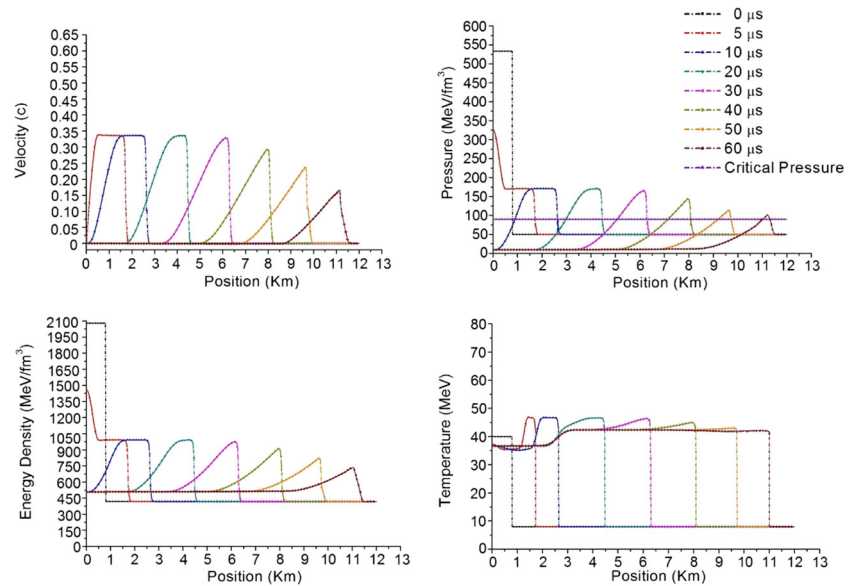 0.65
0.60
0.55
0.50
0.45
0.40
0.35
0.30
0.25
0.20
0.15
0.10
0.05
0
Velocity (c)
0 1 2 3 4 5 6 7 8 9 10 11 12 13
Position (Km)
600
550
500
450
400
350
300
250
200
150
100
50
0
Pressure (MeV/fm³)
0 1 2 3 4 5 6 7 8 9 10 11 12 13
Position (Km)
0 μs
5 μs
10 μs
20 μs
30 μs
40 μs
50 μs
60 μs
Critical Pressure
2100
1950
1800
1650
1500
1350
1200
1050
900
750
600
450
300
150
0
Energy Density (MeV/fm³)
0 1 2 3 4 5 6 7 8 9 10 11 12 13
Position (Km)
80
70
60
50
40
30
20
10
0
Temperature (MeV)
0 1 2 3 4 5 6 7 8 9 10 11 12 13
Position (Km)